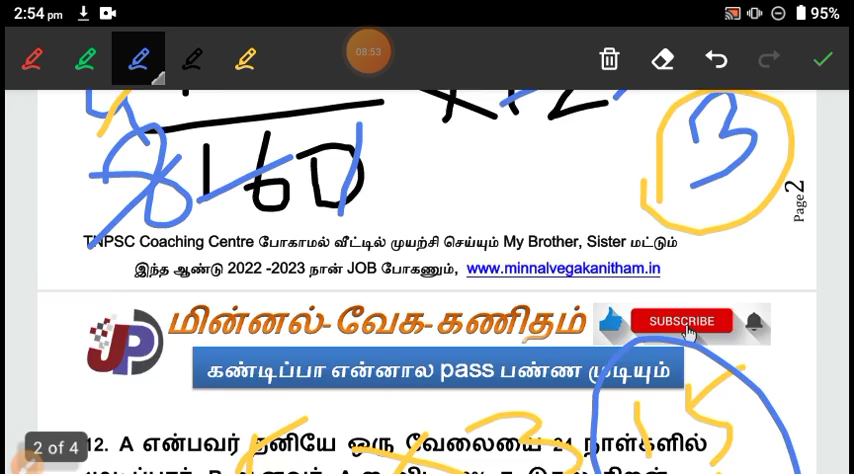 2:54 pm 95%
08:53
3
160
Page 2
TNPSC Coaching Centre போகாமல் வீட்டில் முயற்சி செய்யும் My Brother, Sister மட்டும்
இந்த ஆண்டு 2022 -2023 நான் JOB போகணும், www.minnalvegakanitham.in
JP மின்னல்-வேக-கணிதம் SUBSCRIBE
கண்டிப்பா என்னால pass பண்ண முடியும்
15
2 of 4
12. A என்பவர் தனியே ஒரு வேலையை 24 நாள்களில்